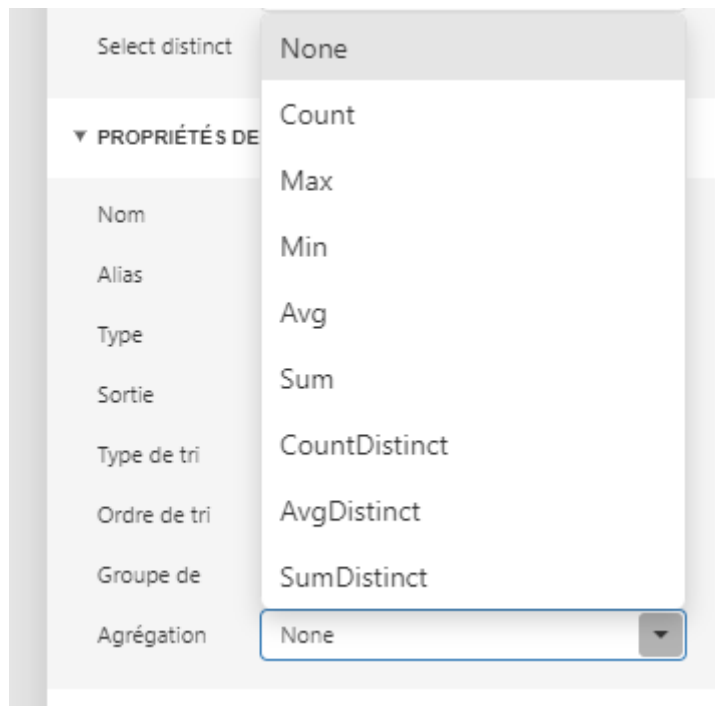 Select distinct
None
Count
▼ PROPRIÉTÉS DE
Max
Nom
Min
Alias
Avg
Type
Sum
Sortie
CountDistinct
Type de tri
AvgDistinct
Ordre de tri
SumDistinct
Groupe de
Agrégation None